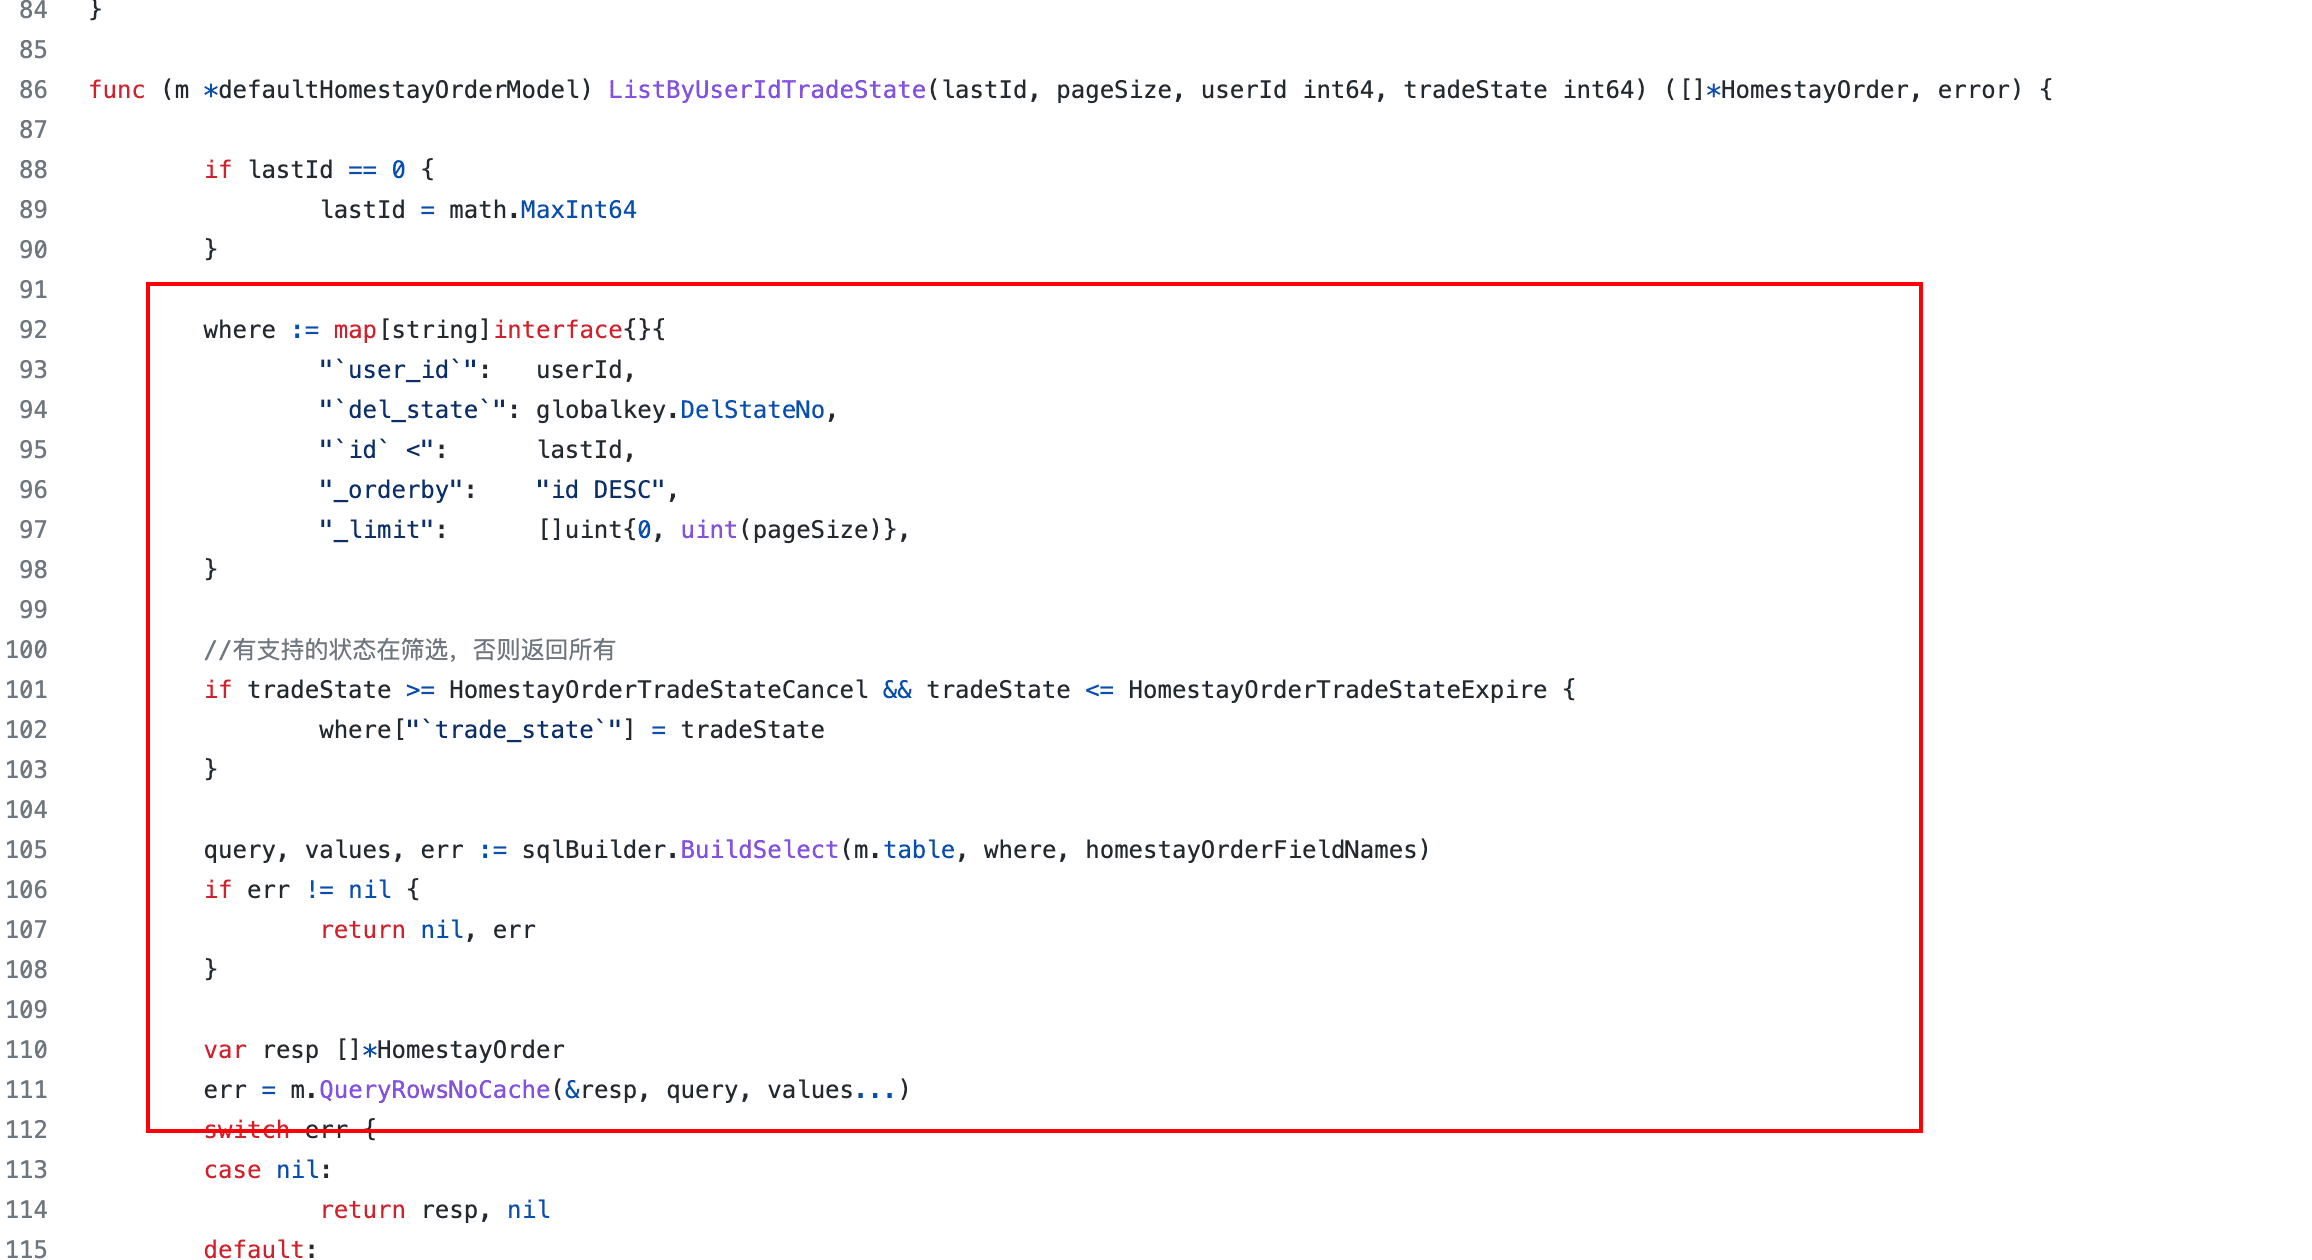 84 }
85
86 func (m *defaultHomestayOrderModel) ListByUserIdTradeState(lastId, pageSize, userId int64, tradeState int64) ([]*HomestayOrder, error) {
87
88 if lastId == 0 {
89 lastId = math.MaxInt64
90 }
91
92 where := map[string]interface{}{
93 "`user_id`": userId,
94 "`del_state`": globalkey.DelStateNo,
95 "`id` <": lastId,
96 "_orderby": "id DESC",
97 "_limit": []uint{0, uint(pageSize)},
98 }
99
100 //有支持的状态在筛选，否则返回所有
101 if tradeState >= HomestayOrderTradeStateCancel && tradeState <= HomestayOrderTradeStateExpire {
102 where["`trade_state`"] = tradeState
103 }
104
105 query, values, err := sqlBuilder.BuildSelect(m.table, where, homestayOrderFieldNames)
106 if err != nil {
107 return nil, err
108 }
109
110 var resp []*HomestayOrder
111 err = m.QueryRowsNoCache(&resp, query, values...)
112 switch err {
113 case nil:
114 return resp, nil
115 default: